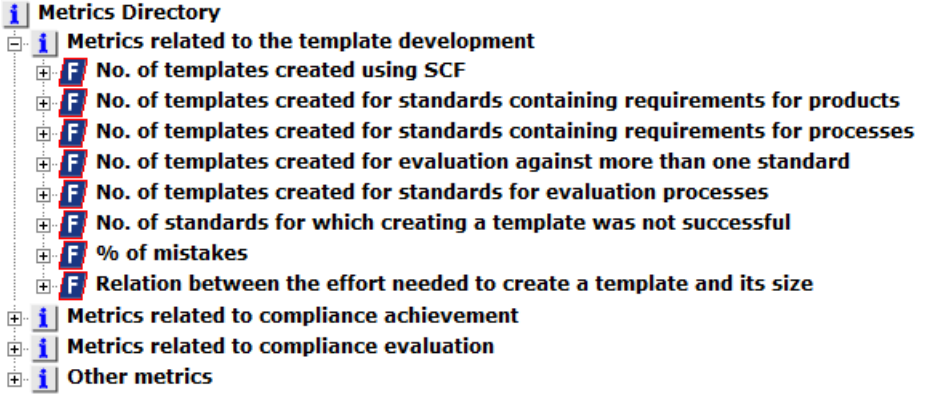 Metrics Directory
Metrics related to the template development
No. of templates created using SCF
No. of templates created for standards containing requirements for products
No. of templates created for standards containing requirements for processes
No. of templates created for evaluation against more than one standard
No. of templates created for standards for evaluation processes
No. of standards for which creating a template was not successful
% of mistakes
Relation between the effort needed to create a template and its size
Metrics related to compliance achievement
Metrics related to compliance evaluation
Other metrics